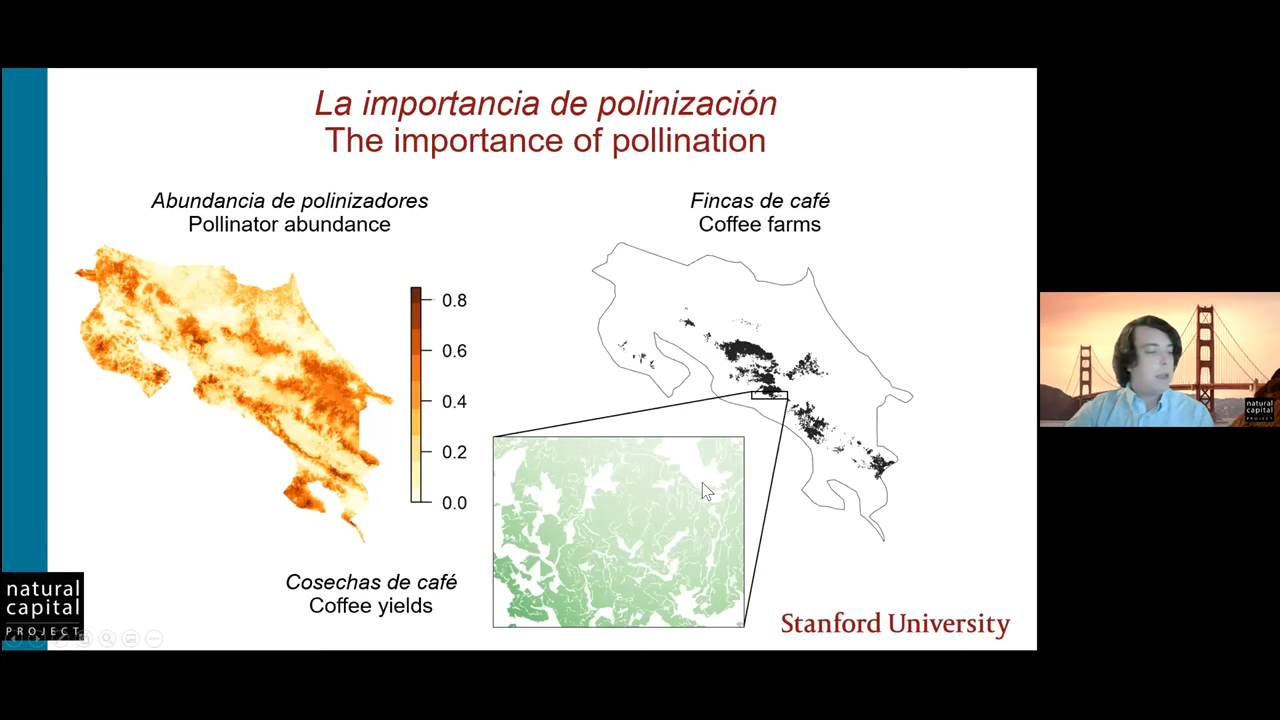 La importancia de polinización
The importance of pollination
Abundancia de polinizadores
Pollinator abundance
Fincas de café
Coffee farms
0.8
0.6
0.4
0.2
0.0
Cosechas de café
Coffee yields
natural
capital
PROJECT
Stanford University
natural
capital
PROJECT